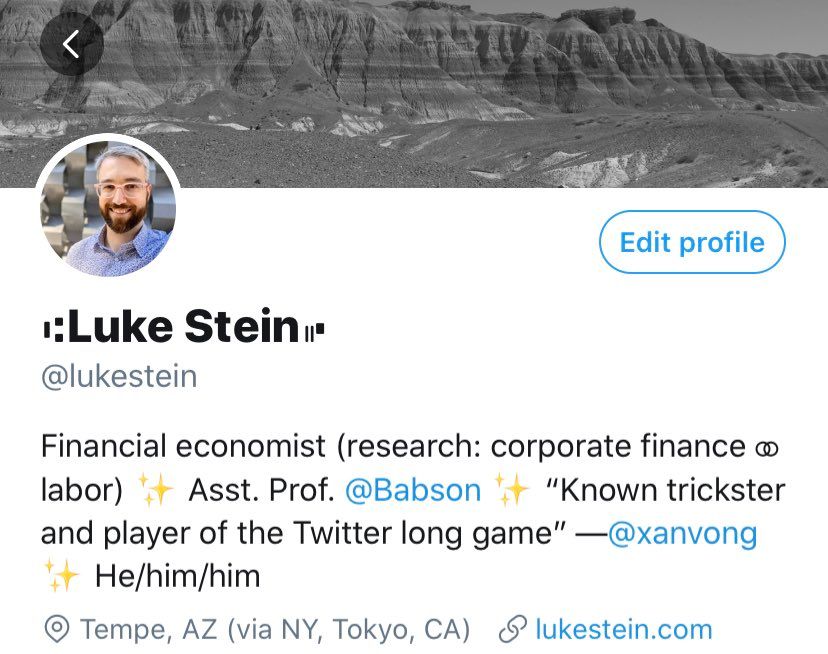 Edit profile
⑆Luke Stein⑈
@lukestein
Financial economist (research: corporate finance ↀ
labor) ✨ Asst. Prof. @Babson ✨ “Known trickster
and player of the Twitter long game” —@xanvong
✨ He/him/him
Tempe, AZ (via NY, Tokyo, CA) lukestein.com